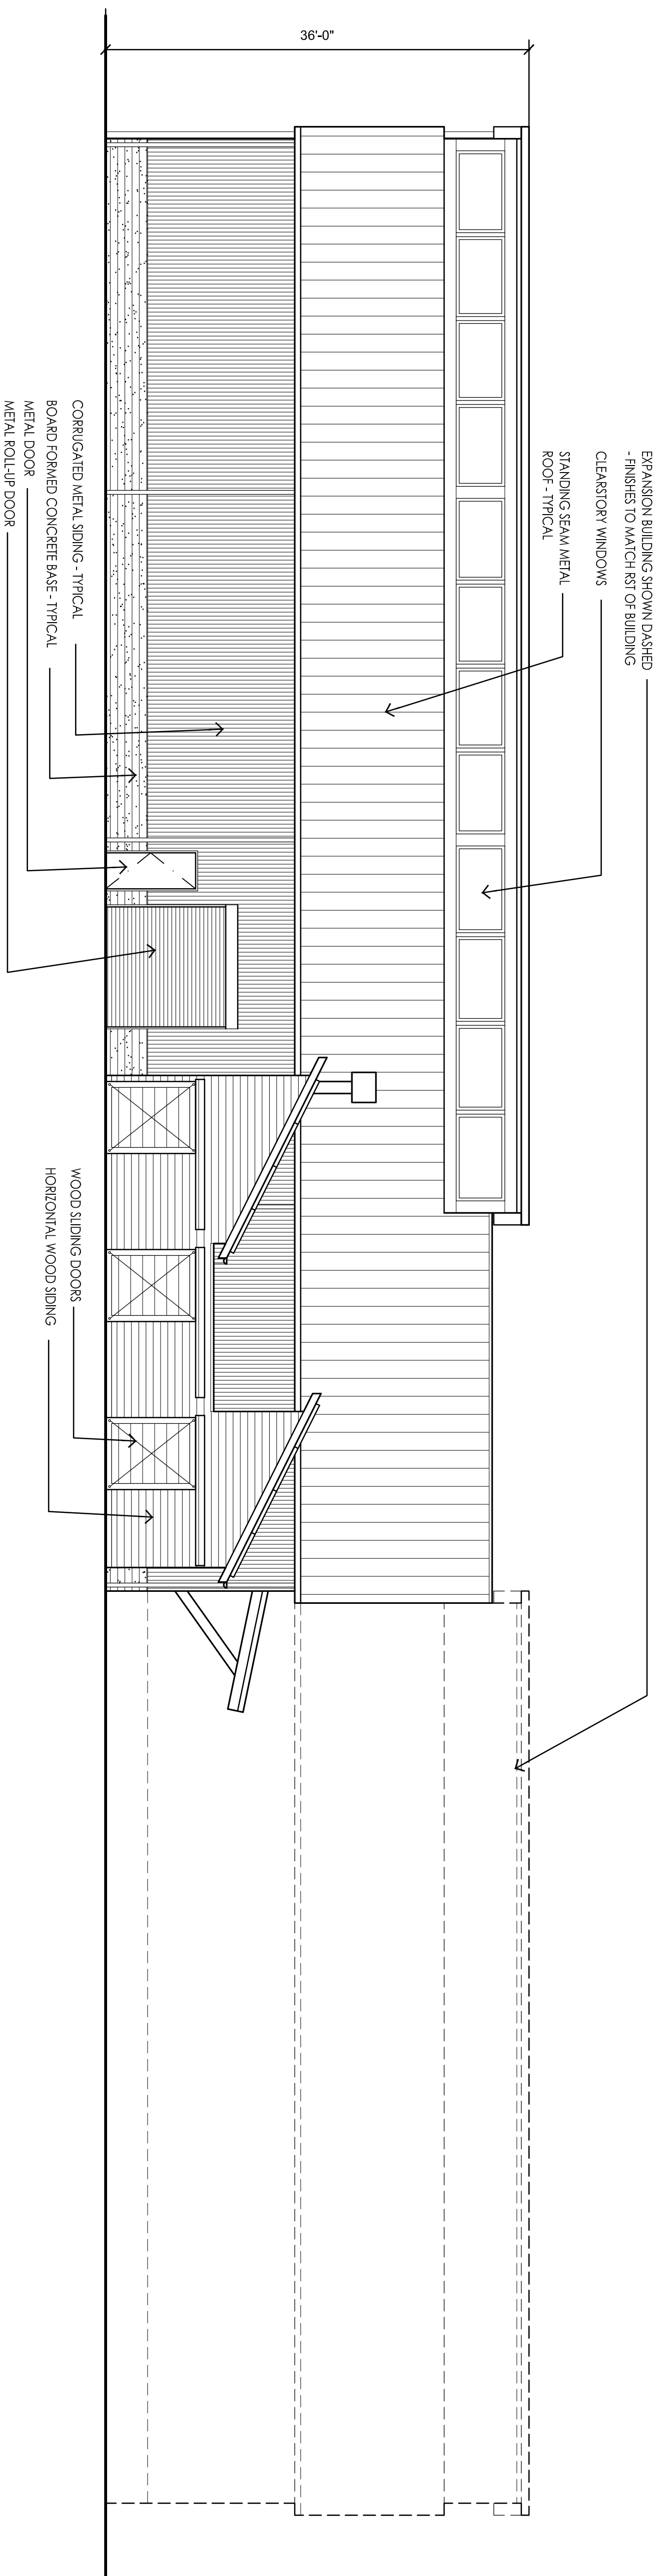 36'-0"
EXPANSION BUILDING SHOWN DASHED
- FINISHES TO MATCH RST OF BUILDING
CLEARSTORY WINDOWS
STANDING SEAM METAL
ROOF - TYPICAL
CORRUGATED METAL SIDING - TYPICAL
BOARD FORMED CONCRETE BASE - TYPICAL
METAL DOOR
METAL ROLL-UP DOOR
WOOD SLIDING DOORS
HORIZONTAL WOOD SIDING